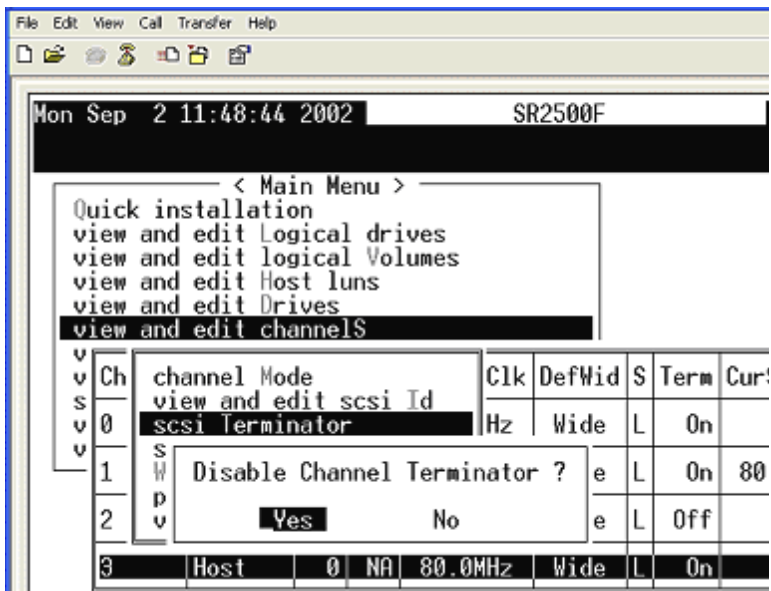 File Edit View Call Transfer Help
Mon Sep 2 11:48:44 2002 SR2500F
< Main Menu >
Quick installation
view and edit Logical drives
view and edit logical Volumes
view and edit Host luns
view and edit Drives
view and edit channelS
v
v Ch channel Mode Clk DefWid S Term CurS
s view and edit scsi Id
v 0 scsi Terminator Hz Wide L On
v s
1 W Disable Channel Terminator ? e L On 80
p
2 v Yes No e L Off
3 Host 0 NA 80.0MHz Wide L On